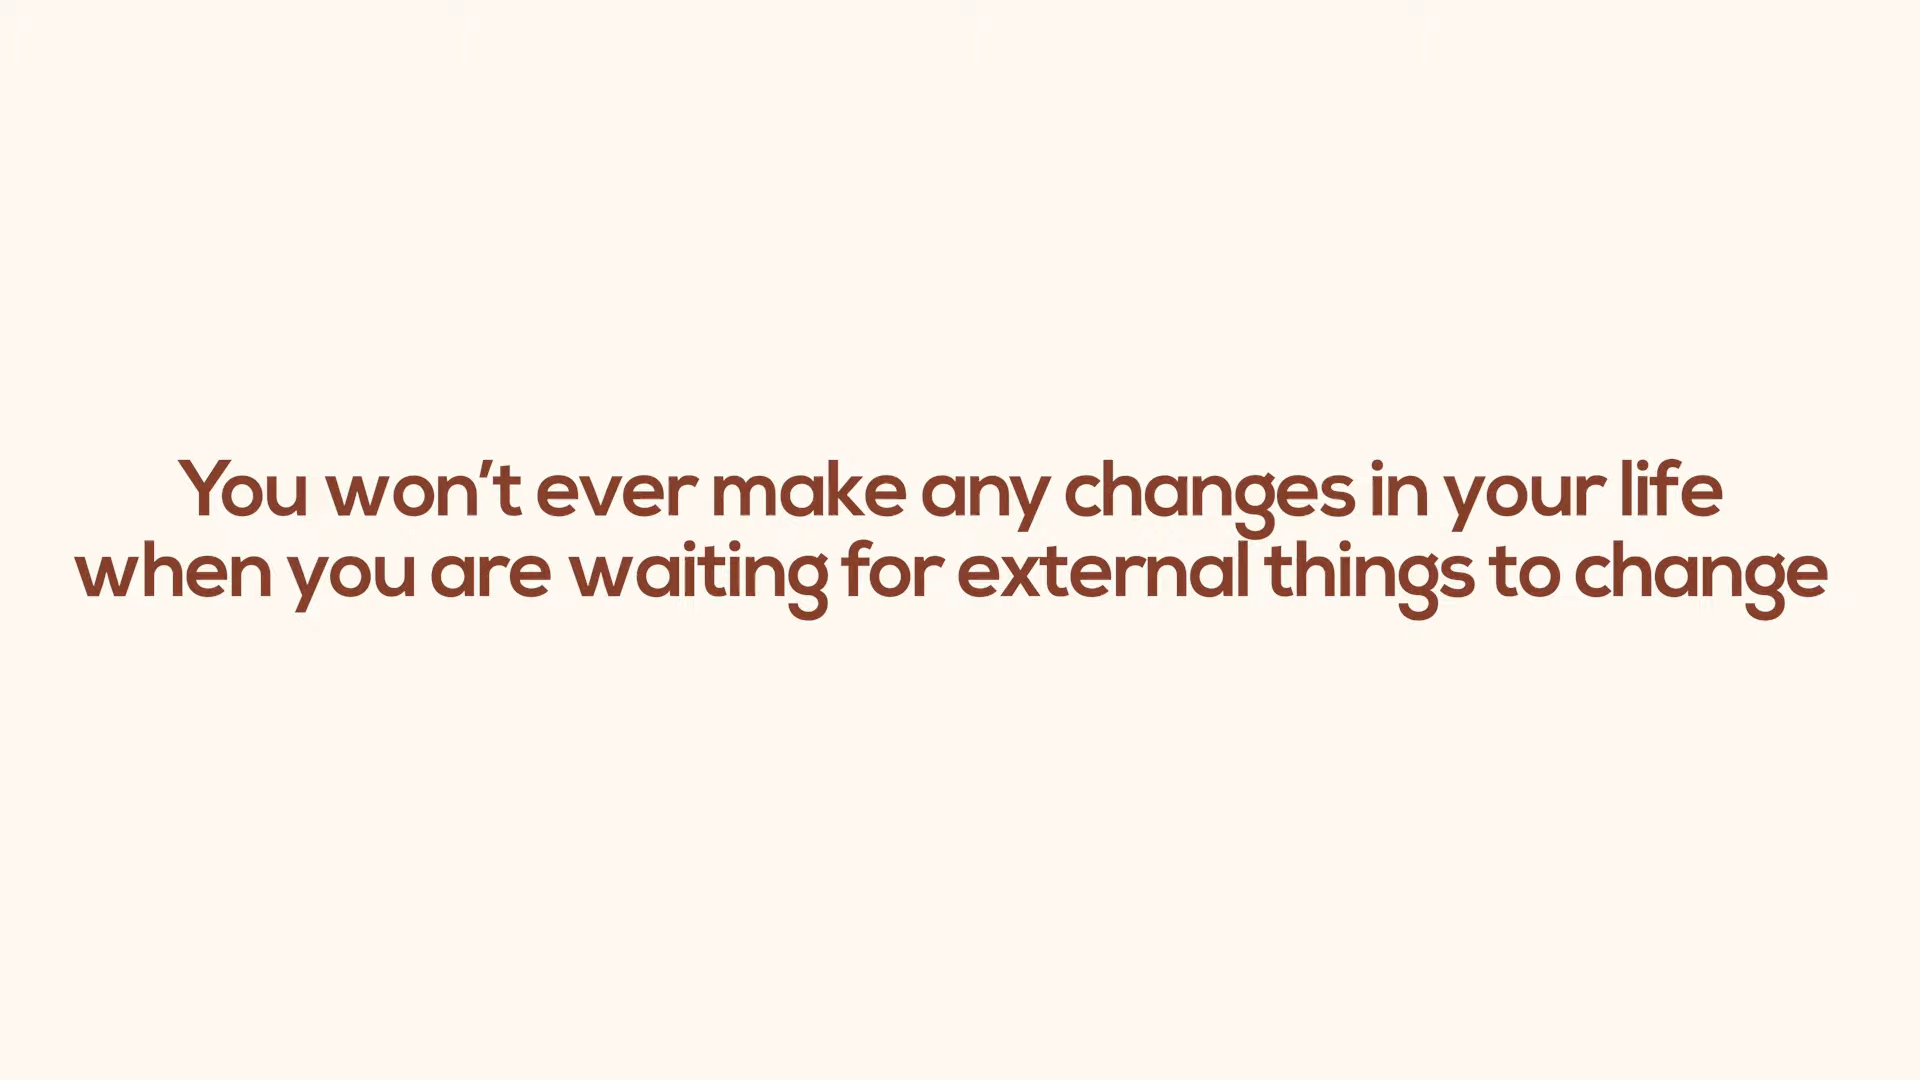 You won’t ever make any changes in your life
when you are waiting for external things to change